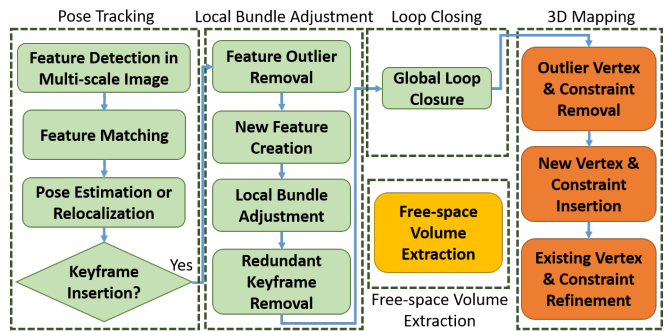 Pose Tracking
Feature Detection in
Multi-scale Image
Feature Matching
Pose Estimation or
Relocalization
Keyframe
Insertion?
Yes
Local Bundle Adjustment
Feature Outlier
Removal
New Feature
Creation
Local Bundle
Adjustment
Redundant
Keyframe
Removal
Loop Closing
Global Loop
Closure
Free-space
Volume
Extraction
Free-space Volume
Extraction
3D Mapping
Outlier Vertex
& Constraint
Removal
New Vertex &
Constraint
Insertion
Existing Vertex
& Constraint
Refinement